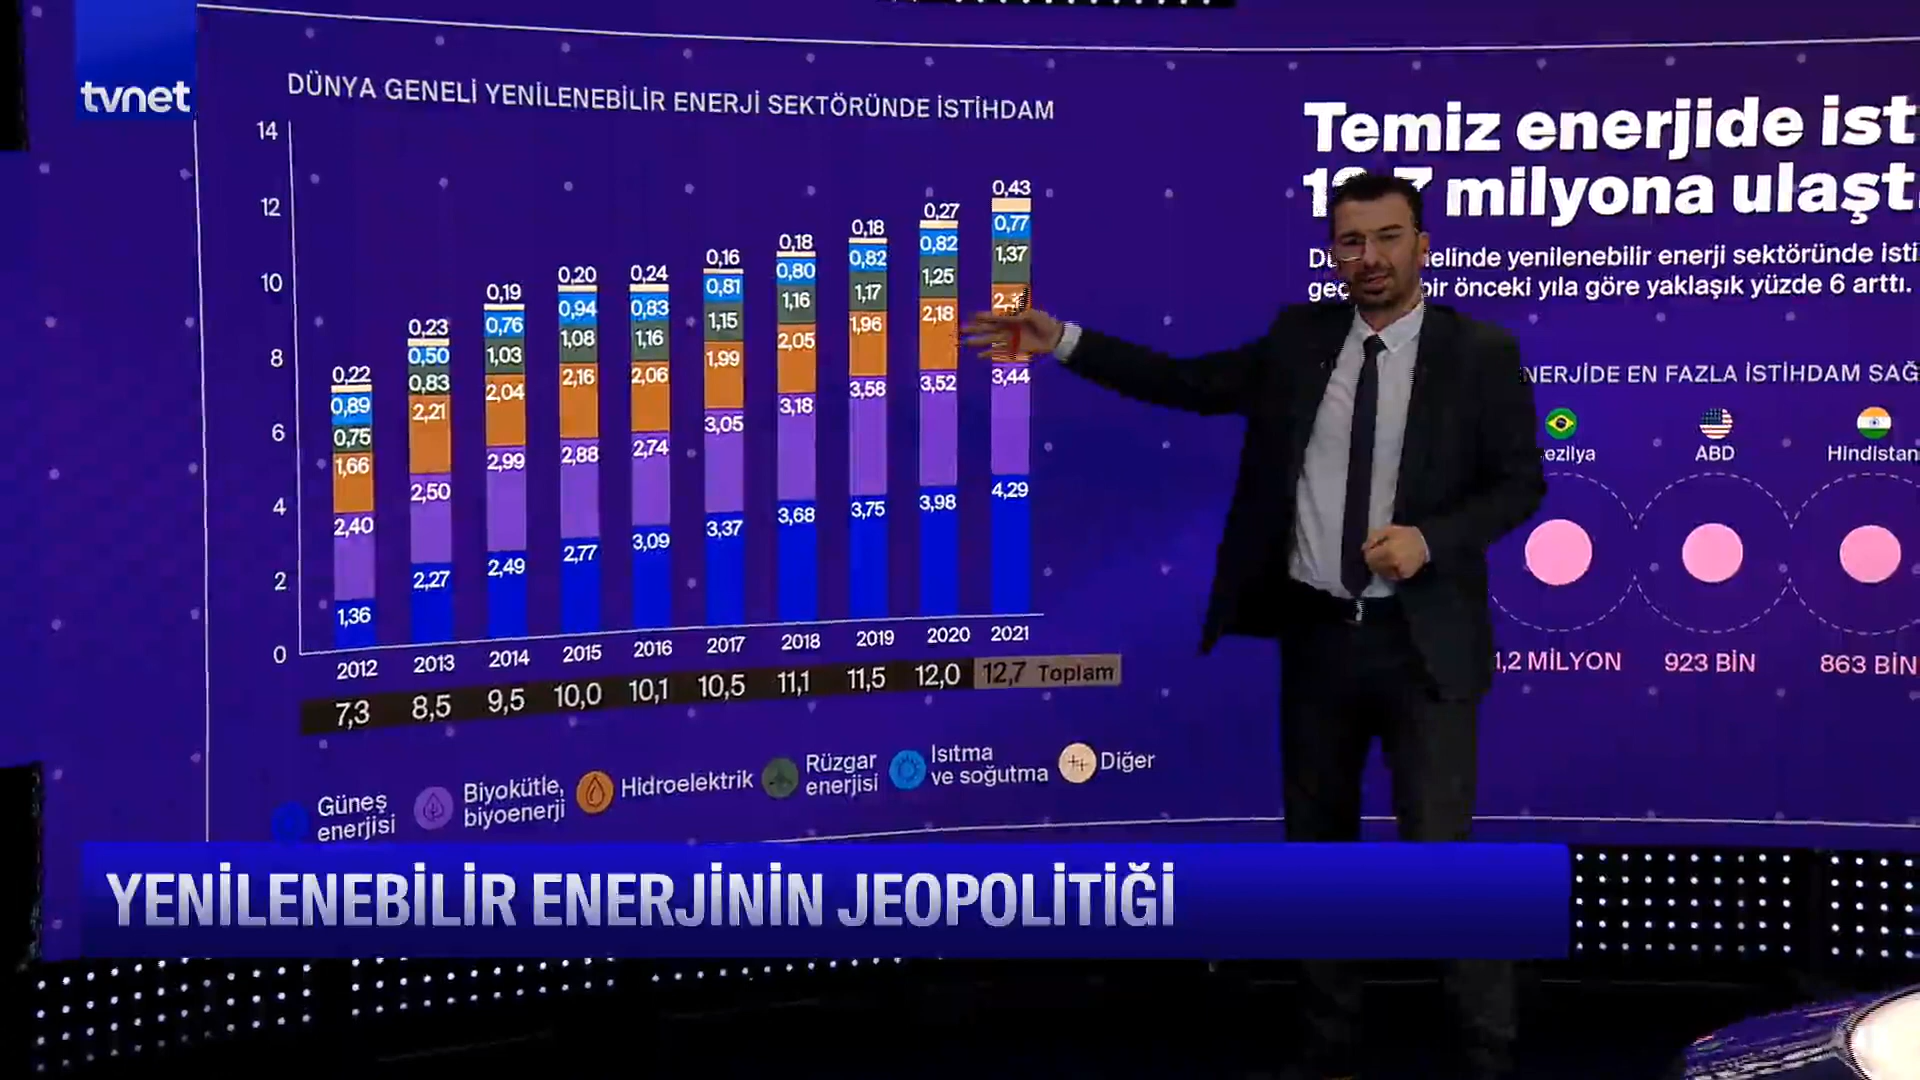 tvnet
DÜNYA GENELİ YENİLENEBİLİR ENERJİ SEKTÖRÜNDE İSTİHDAM
14
12
10
8
6
4
2
0
0,22
0,89
0,75
1,66
2,40
1,36
0,23
0,50
0,83
2,21
2,50
2,27
0,19
0,76
1,03
2,04
2,99
2,49
0,20
0,94
1,08
2,16
2,88
2,77
0,24
0,83
1,16
2,06
2,74
3,09
0,16
0,81
1,15
1,99
3,05
3,37
0,18
0,80
1,16
2,05
3,18
3,68
0,18
0,82
1,17
1,96
3,58
3,75
0,27
0,82
1,25
2,18
3,52
3,98
0,43
0,77
1,37
3,44
4,29
2012 2013 2014 2015 2016 2017 2018 2019 2020 2021
7,3 8,5 9,5 10,0 10,1 10,5 11,1 11,5 12,0 12,7 Toplam
Güneş
enerjisi
Biyokütle,
biyoenerji
Hidroelektrik
Rüzgar
enerjisi
Isıtma
ve soğutma
Diğer
Temiz enerjide ist
milyona ulaşt
yenilenebilir enerji sektöründe isti
bir önceki yıla göre yaklaşık yüzde 6 arttı.
NERJİDE EN FAZLA İSTİHDAM SAĞ
ezilya
ABD
Hindistan
1,2 MİLYON
923 BİN
863 BİN
YENİLENEBİLİR ENERJİNİN JEOPOLİTİĞİ